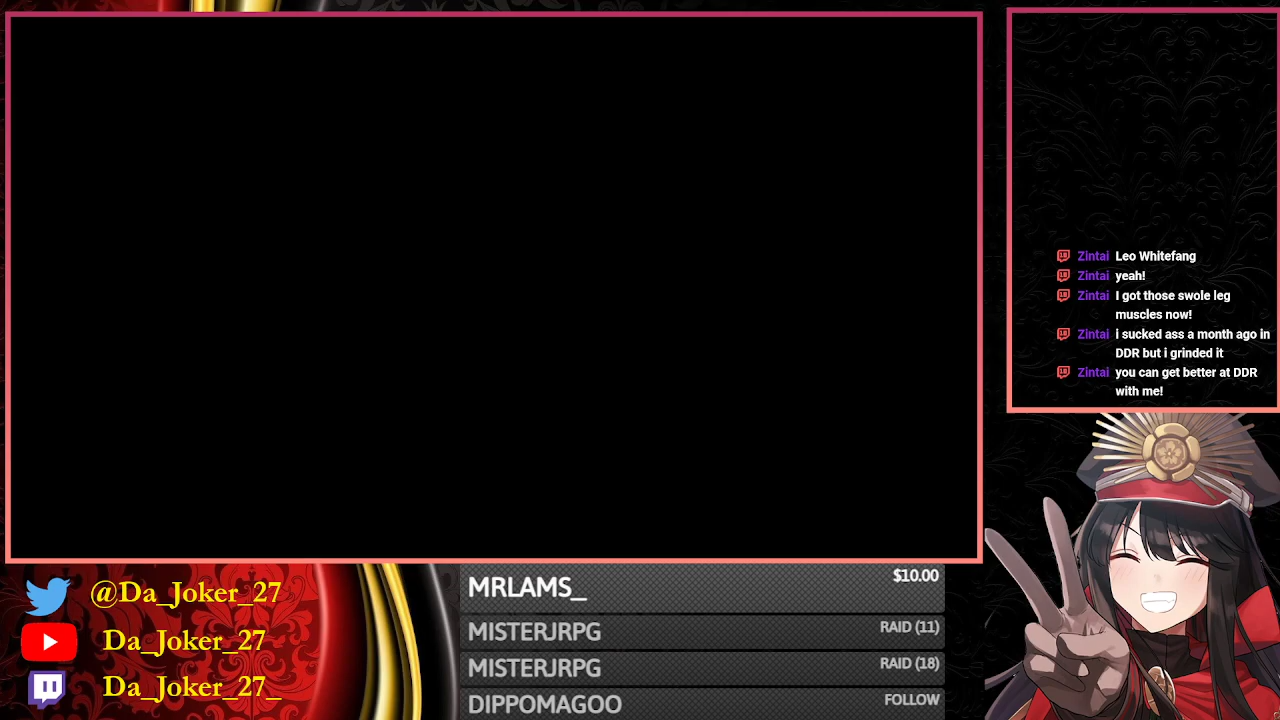 Zintai Leo Whitefang
Zintai yeah!
Zintai I got those swole leg
muscles now!
Zintai i sucked ass a month ago in
DDR but i grinded it
Zintai you can get better at DDR
with me!
@Da_Joker_27
Da_Joker_27
Da_Joker_27_
MRLAMS_ $10.00
MISTERJRPG RAID (11)
MISTERJRPG RAID (18)
DIPPOMAGOO FOLLOW